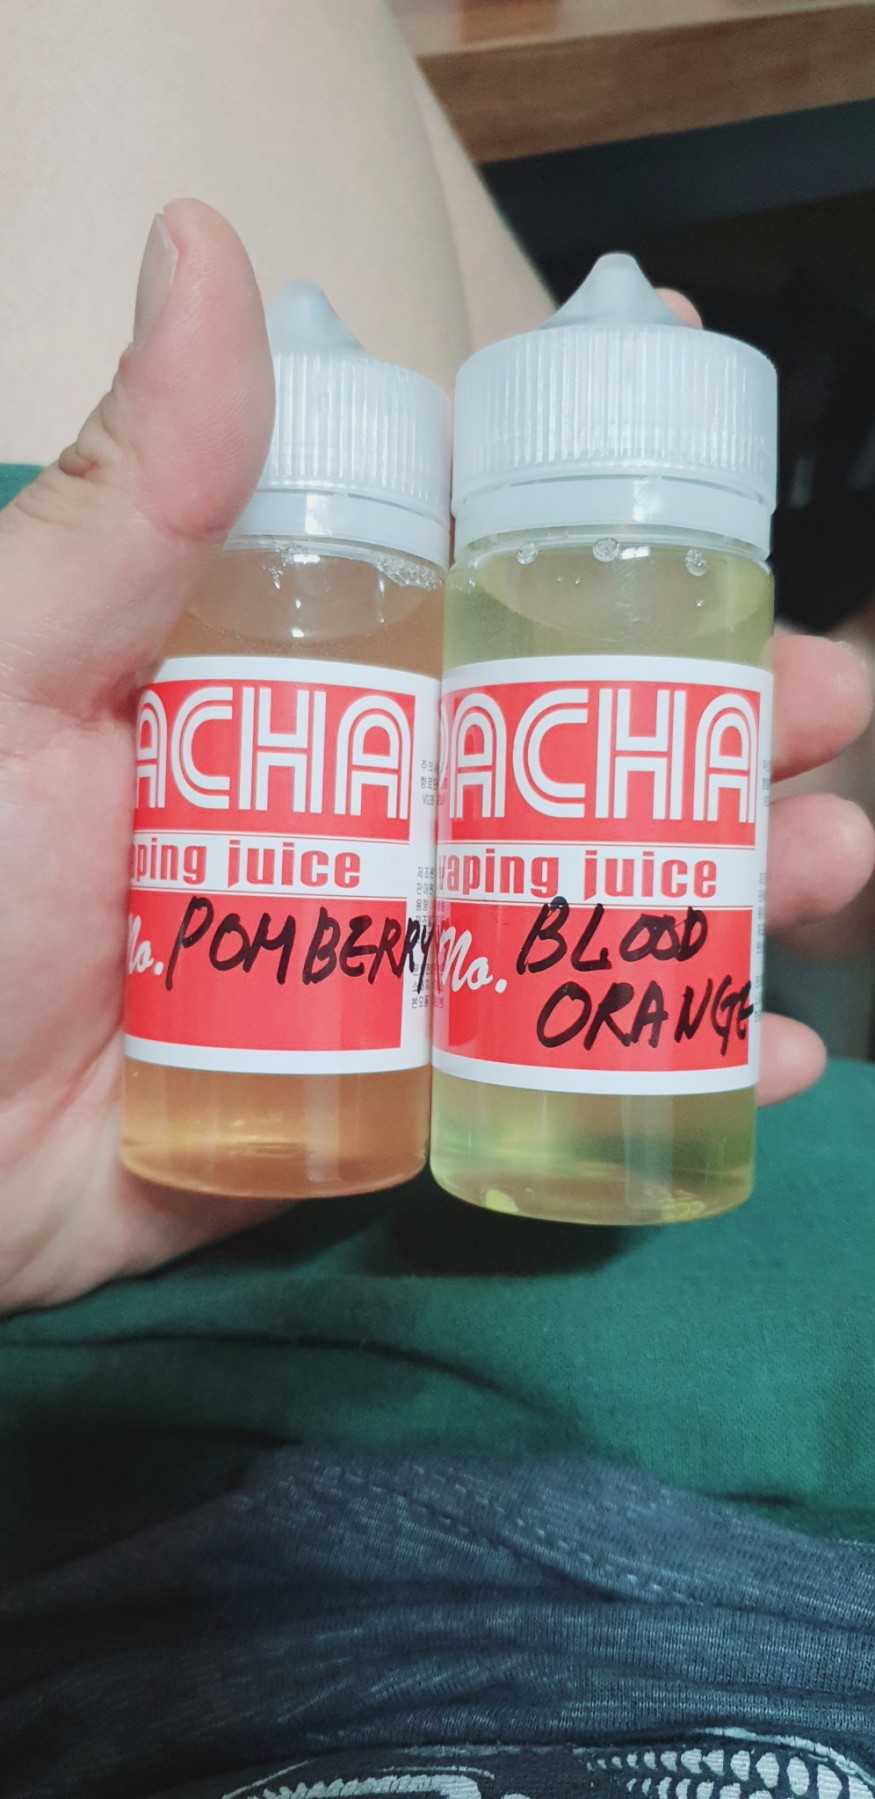 ACHA
aping juice
No. POMBERRY
ACHA
vaping juice
No. BLOOD
ORANGE